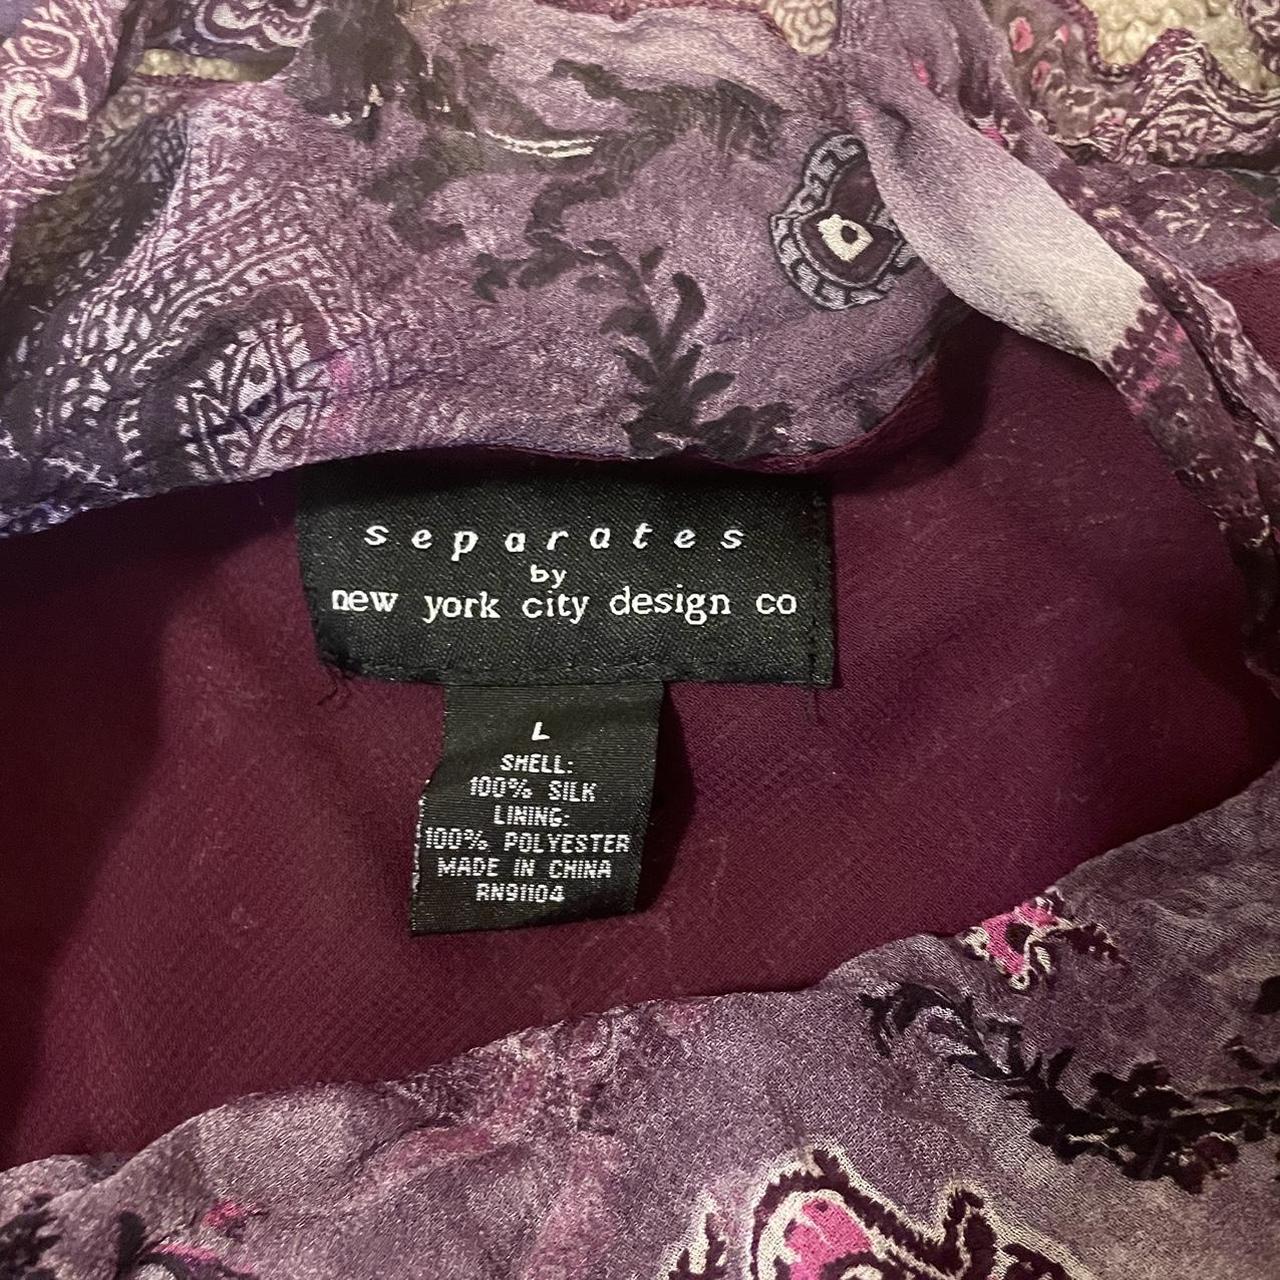 separates
by
new york city design co
L
SHELL:
100% SILK
LINING:
100% POLYESTER
MADE IN CHINA
RN91104